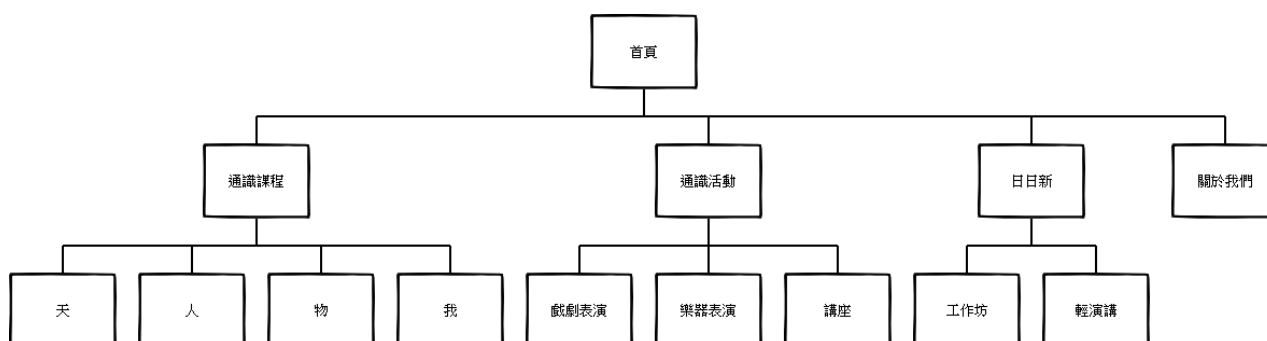 首頁
通識課程
通識活動
日日新
關於我們
天
人
物
我
戲劇表演
樂器表演
講座
工作坊
輕演講